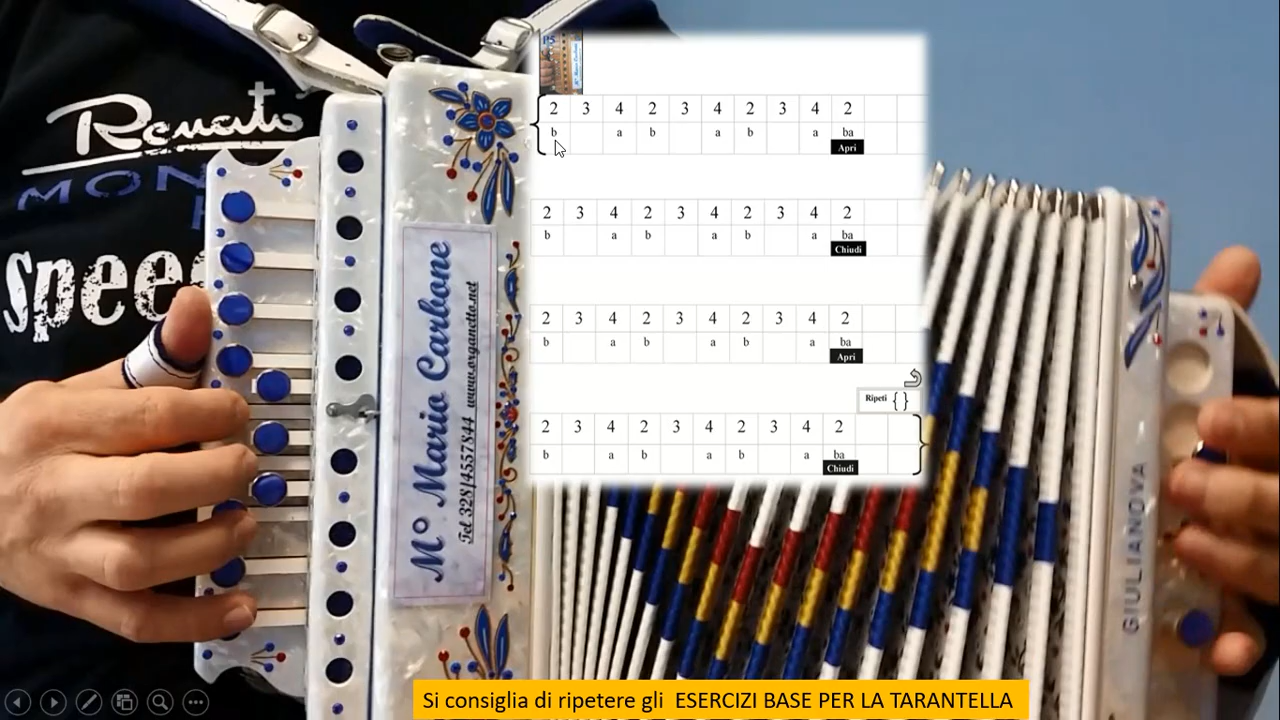 Renato
speed
M° Mario Carbone
Tel 328/4557844 www.organetto.net
2 3 4 2 3 4 2 3 4 2
b a b a b a ba
Apri
2 3 4 2 3 4 2 3 4 2
b a b a b a ba
Chiudi
2 3 4 2 3 4 2 3 4 2
b a b a b a ba
Apri
Ripeti { }
2 3 4 2 3 4 2 3 4 2
b a b a b a ba
Chiudi
GIULIANOVA
Si consiglia di ripetere gli ESERCIZI BASE PER LA TARANTELLA